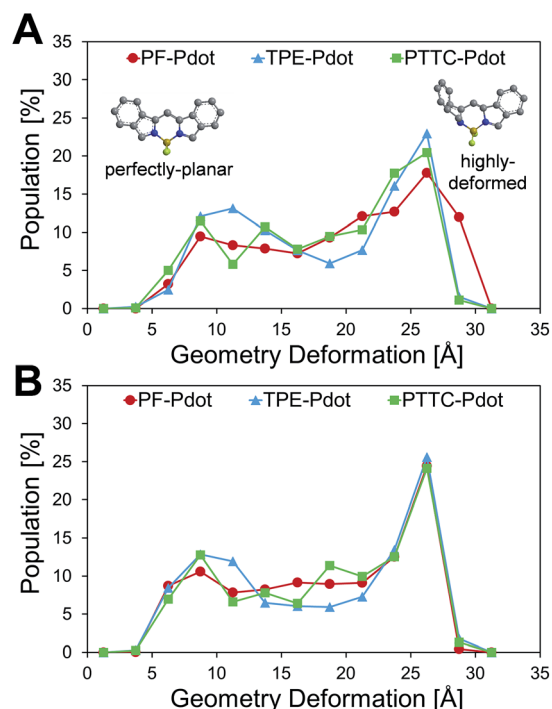 A
35
30
25
20
15
10
5
0
Population [%]
PF-Pdot TPE-Pdot PTTC-Pdot
perfectly-planar
highly-
deformed
0 5 10 15 20 25 30 35
Geometry Deformation [Å]
B
35
30
25
20
15
10
5
0
Population [%]
PF-Pdot TPE-Pdot PTTC-Pdot
0 5 10 15 20 25 30 35
Geometry Deformation [Å]